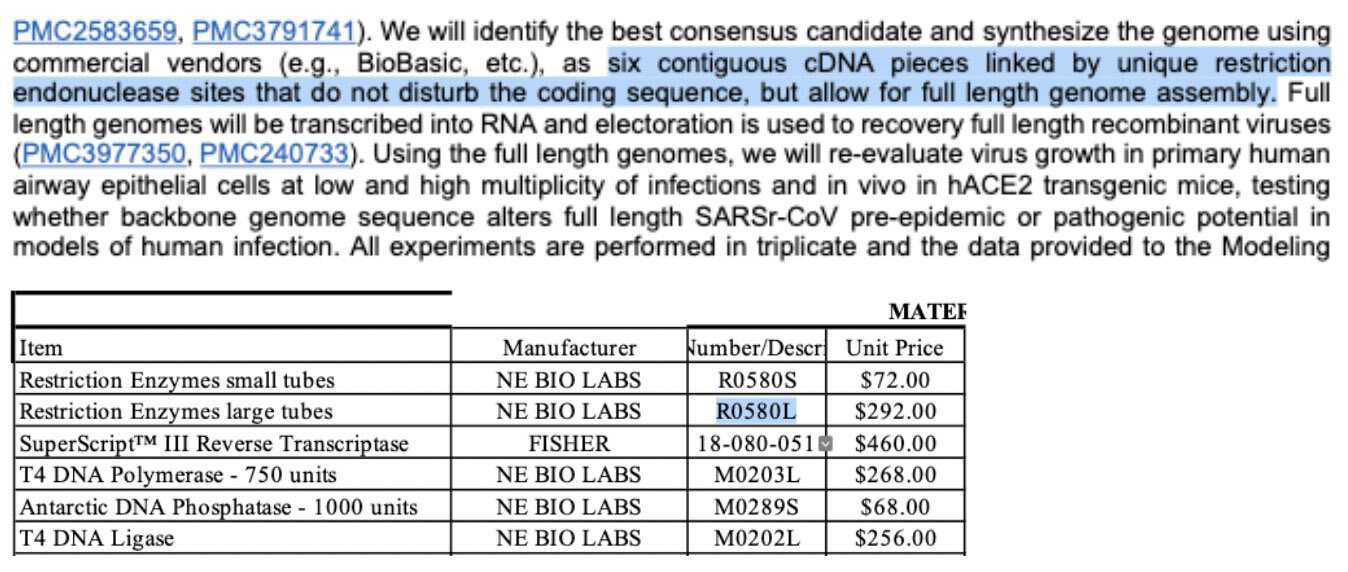 PMC2583659, PMC3791741). We will identify the best consensus candidate and synthesize the genome using
commercial vendors (e.g., BioBasic, etc.), as six contiguous cDNA pieces linked by unique restriction
endonuclease sites that do not disturb the coding sequence, but allow for full length genome assembly. Full
length genomes will be transcribed into RNA and electoration is used to recovery full length recombinant viruses
(PMC3977350, PMC240733). Using the full length genomes, we will re-evaluate virus growth in primary human
airway epithelial cells at low and high multiplicity of infections and in vivo in hACE2 transgenic mice, testing
whether backbone genome sequence alters full length SARSr-CoV pre-epidemic or pathogenic potential in
models of human infection. All experiments are performed in triplicate and the data provided to the Modeling
MATER
Item Manufacturer Number/Descri Unit Price
Restriction Enzymes small tubes NE BIO LABS R0580S $72.00
Restriction Enzymes large tubes NE BIO LABS R0580L $292.00
SuperScript™ III Reverse Transcriptase FISHER 18-080-051 $460.00
T4 DNA Polymerase - 750 units NE BIO LABS M0203L $268.00
Antarctic DNA Phosphatase - 1000 units NE BIO LABS M0289S $68.00
T4 DNA Ligase NE BIO LABS M0202L $256.00